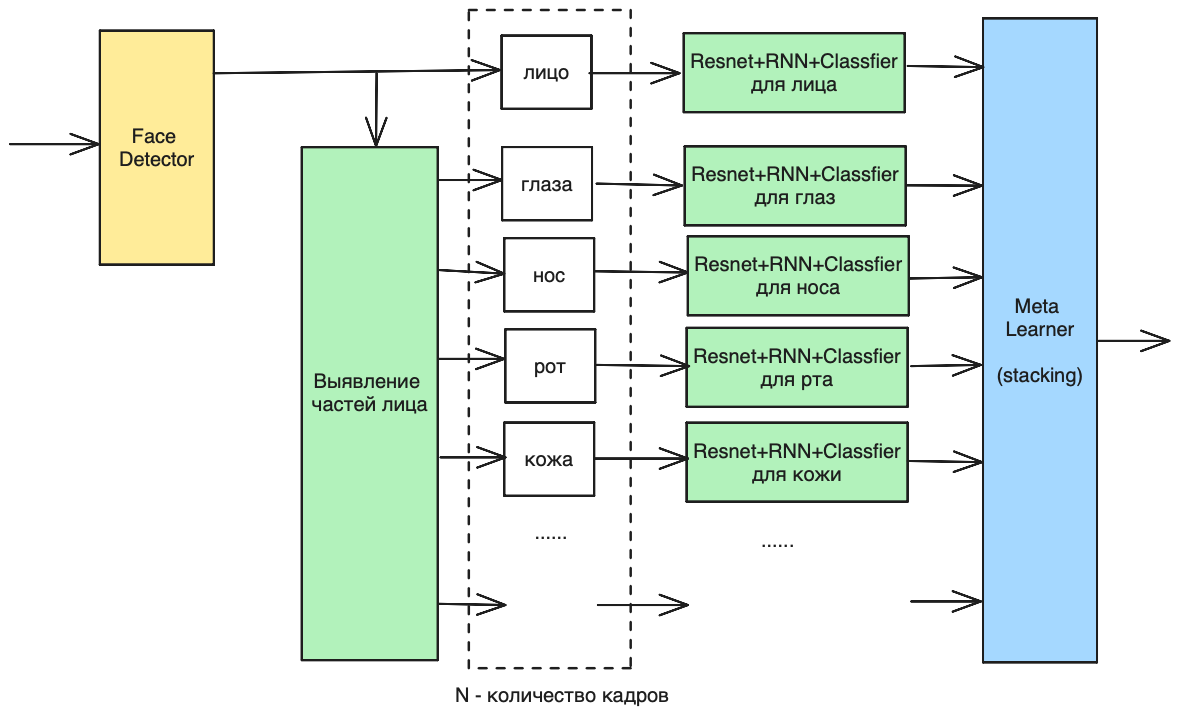 Face
Detector
Выявление
частей лица
лицо
глаза
нос
рот
кожа
......
Resnet+RNN+Classfier
для лица
Resnet+RNN+Classfier
для глаз
Resnet+RNN+Classfier
для носа
Resnet+RNN+Classfier
для рта
Resnet+RNN+Classfier
для кожи
......
Meta
Learner
(stacking)
N - количество кадров